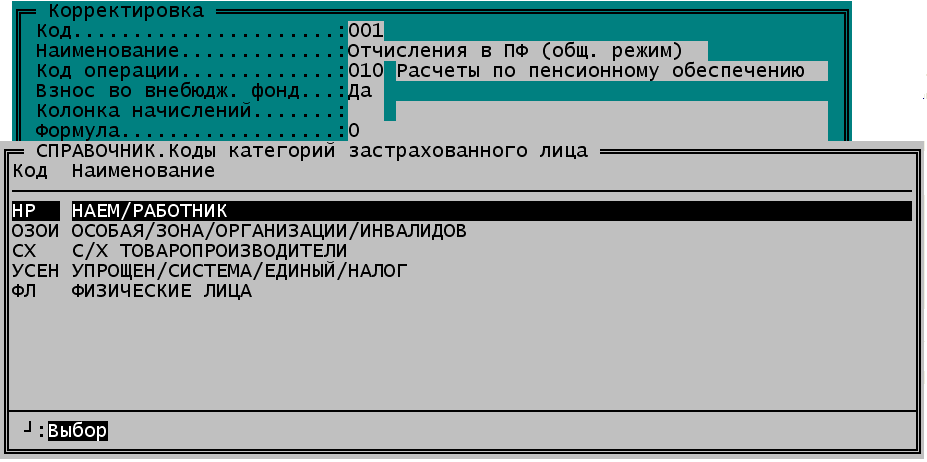 Корректировка
Код......................:001
Наименование.............:Отчисления в ПФ (общ. режим)
Код операции.............:010 Расчеты по пенсионному обеспечению
Взнос во внебюдж. фонд...:Да
Колонка начислений.......:
Формула..................:0
СПРАВОЧНИК.Коды категорий застрахованного лица
Код Наименование
НР НАЕМ/РАБОТНИК
ОЗОИ ОСОБАЯ/ЗОНА/ОРГАНИЗАЦИИ/ИНВАЛИДОВ
СХ С/Х ТОВАРОПРОИЗВОДИТЕЛИ
УСЕН УПРОЩЕН/СИСТЕМА/ЕДИНЫЙ/НАЛОГ
ФЛ ФИЗИЧЕСКИЕ ЛИЦА
┘:Выбор